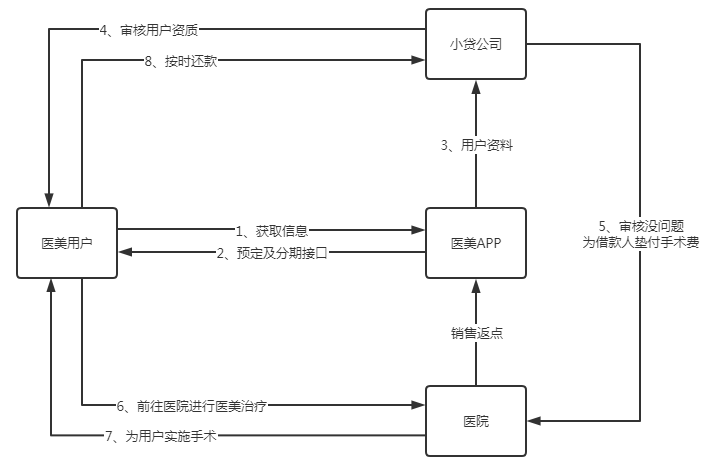 4、审核用户资质
小贷公司
8、按时还款
3、用户资料
医美用户
1、获取信息
2、预定及分期接口
医美APP
5、审核没问题
为借款人垫付手术费
销售返点
6、前往医院进行医美治疗
医院
7、为用户实施手术